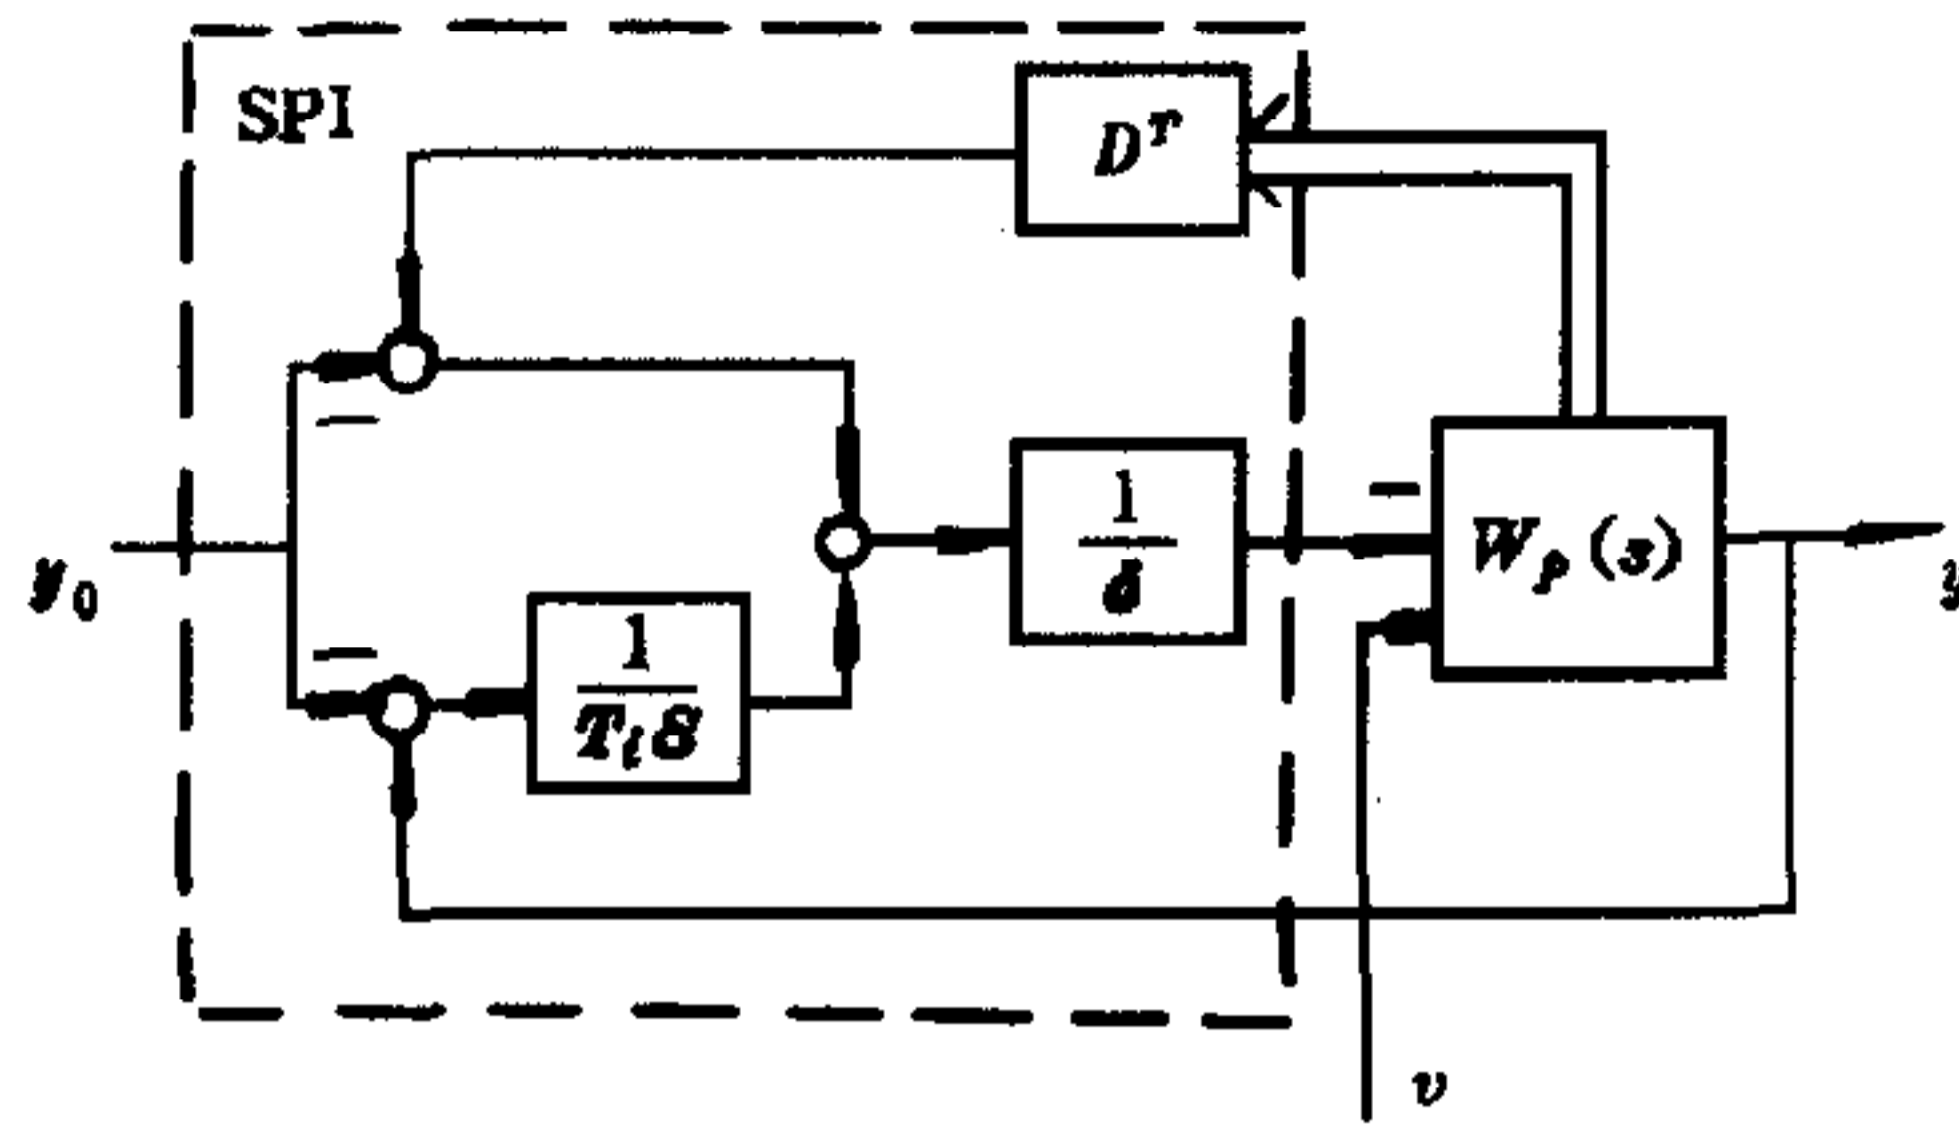 SPI
D^T
−
1/δ
−
W_p(s)
y_0
−
1/(T_i S)
y
v